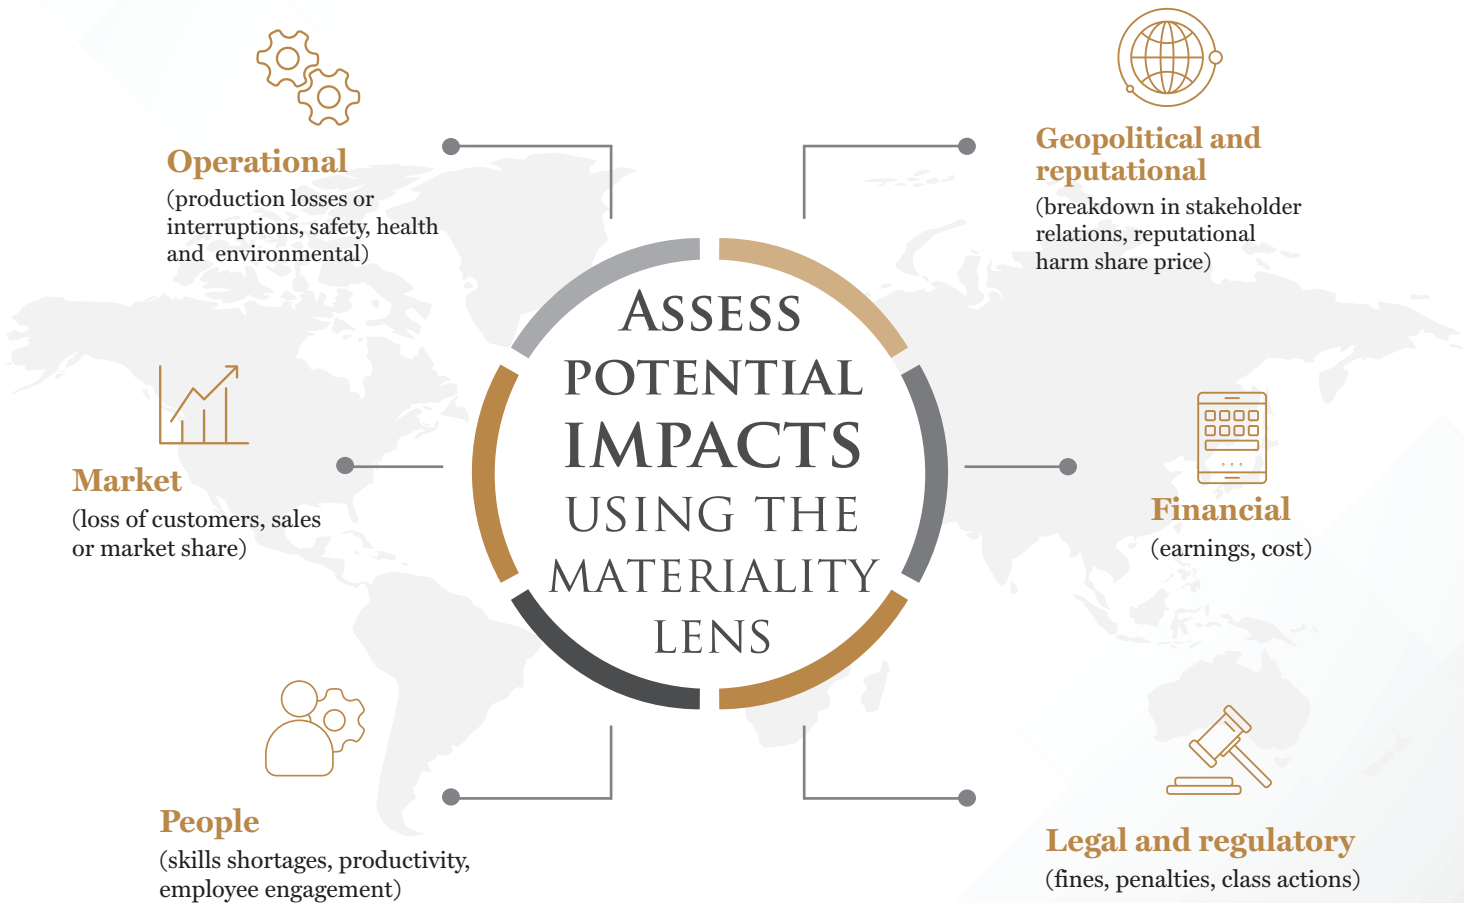 Operational
(production losses or
interruptions, safety, health
and environmental)
Geopolitical and
reputational
(breakdown in stakeholder
relations, reputational
harm share price)
ASSESS
POTENTIAL
IMPACTS
USING THE
MATERIALITY
LENS
Market
(loss of customers, sales
or market share)
Financial
(earnings, cost)
People
(skills shortages, productivity,
employee engagement)
Legal and regulatory
(fines, penalties, class actions)